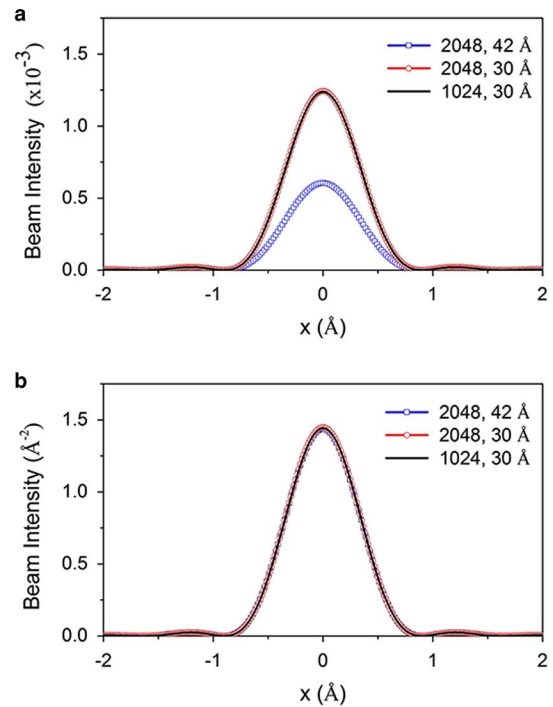 a
Beam Intensity (x10⁻³)
1.5
1.0
0.5
0.0
2048, 42 Å
2048, 30 Å
1024, 30 Å
-2 -1 0 1 2
x (Å)
b
Beam Intensity (Å⁻²)
1.5
1.0
0.5
0.0
2048, 42 Å
2048, 30 Å
1024, 30 Å
-2 -1 0 1 2
x (Å)